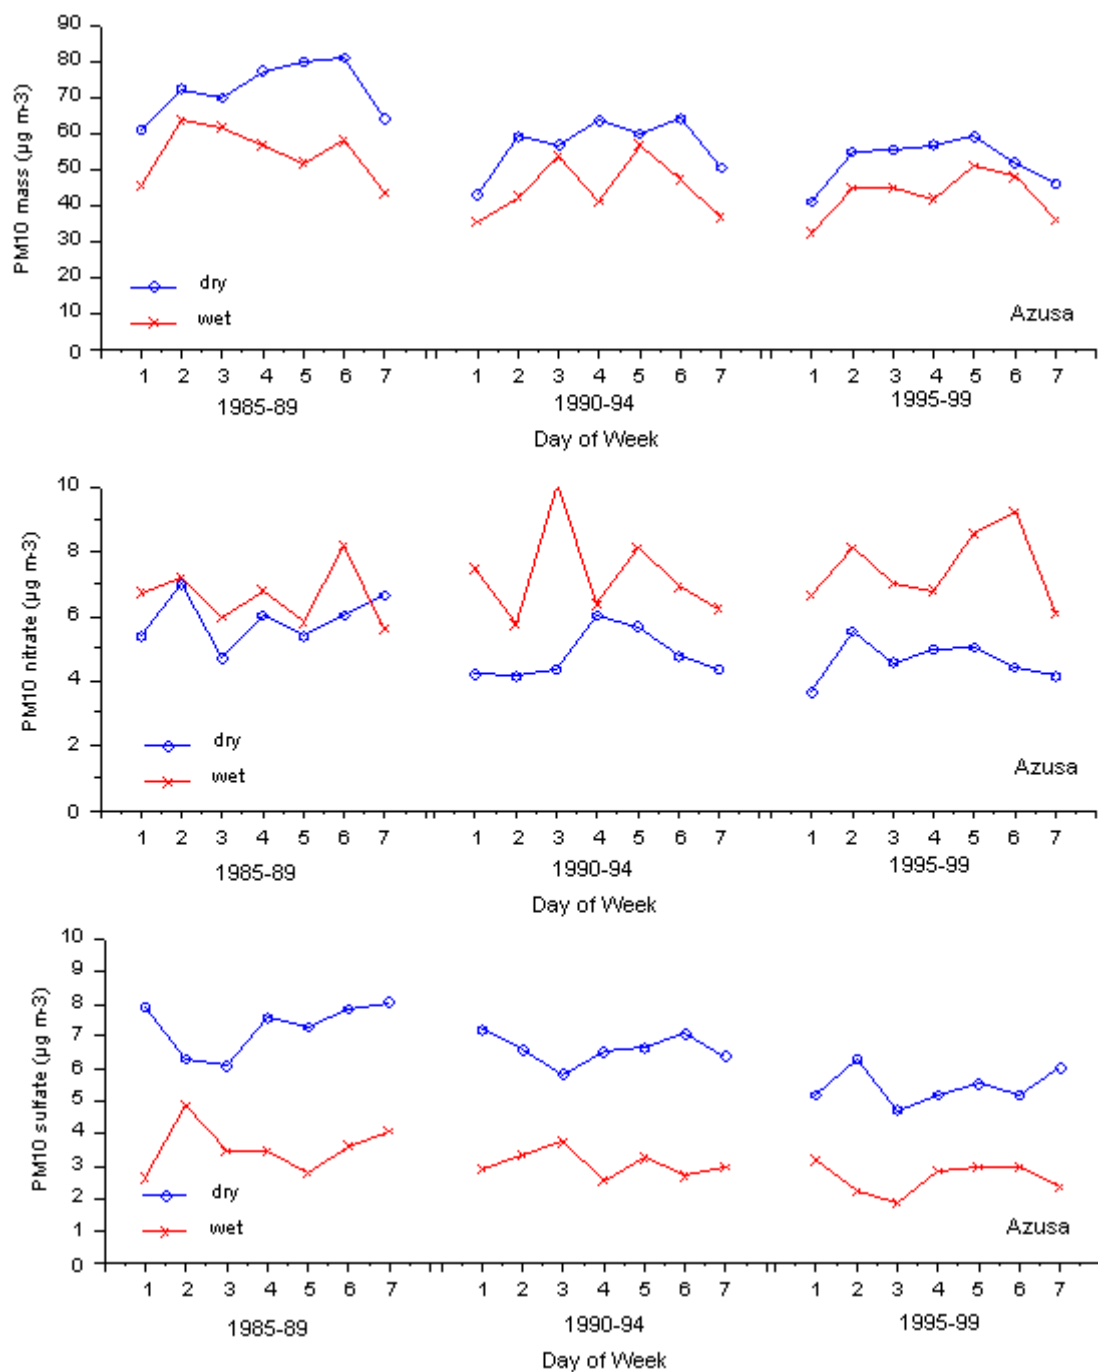 90
80
70
60
50
40
30
20
10
0
PM10 mass (µg m-3)
dry
wet
Azusa
1 2 3 4 5 6 7 1 2 3 4 5 6 7 1 2 3 4 5 6 7
1985-89 1990-94 1995-99
Day of Week
10
8
6
4
2
0
PM10 nitrate (µg m-3)
dry
wet
Azusa
1 2 3 4 5 6 7 1 2 3 4 5 6 7 1 2 3 4 5 6 7
1985-89 1990-94 1995-99
Day of Week
10
9
8
7
6
5
4
3
2
1
0
PM10 sulfate (µg m-3)
dry
wet
Azusa
1 2 3 4 5 6 7 1 2 3 4 5 6 7 1 2 3 4 5 6 7
1985-89 1990-94 1995-99
Day of Week